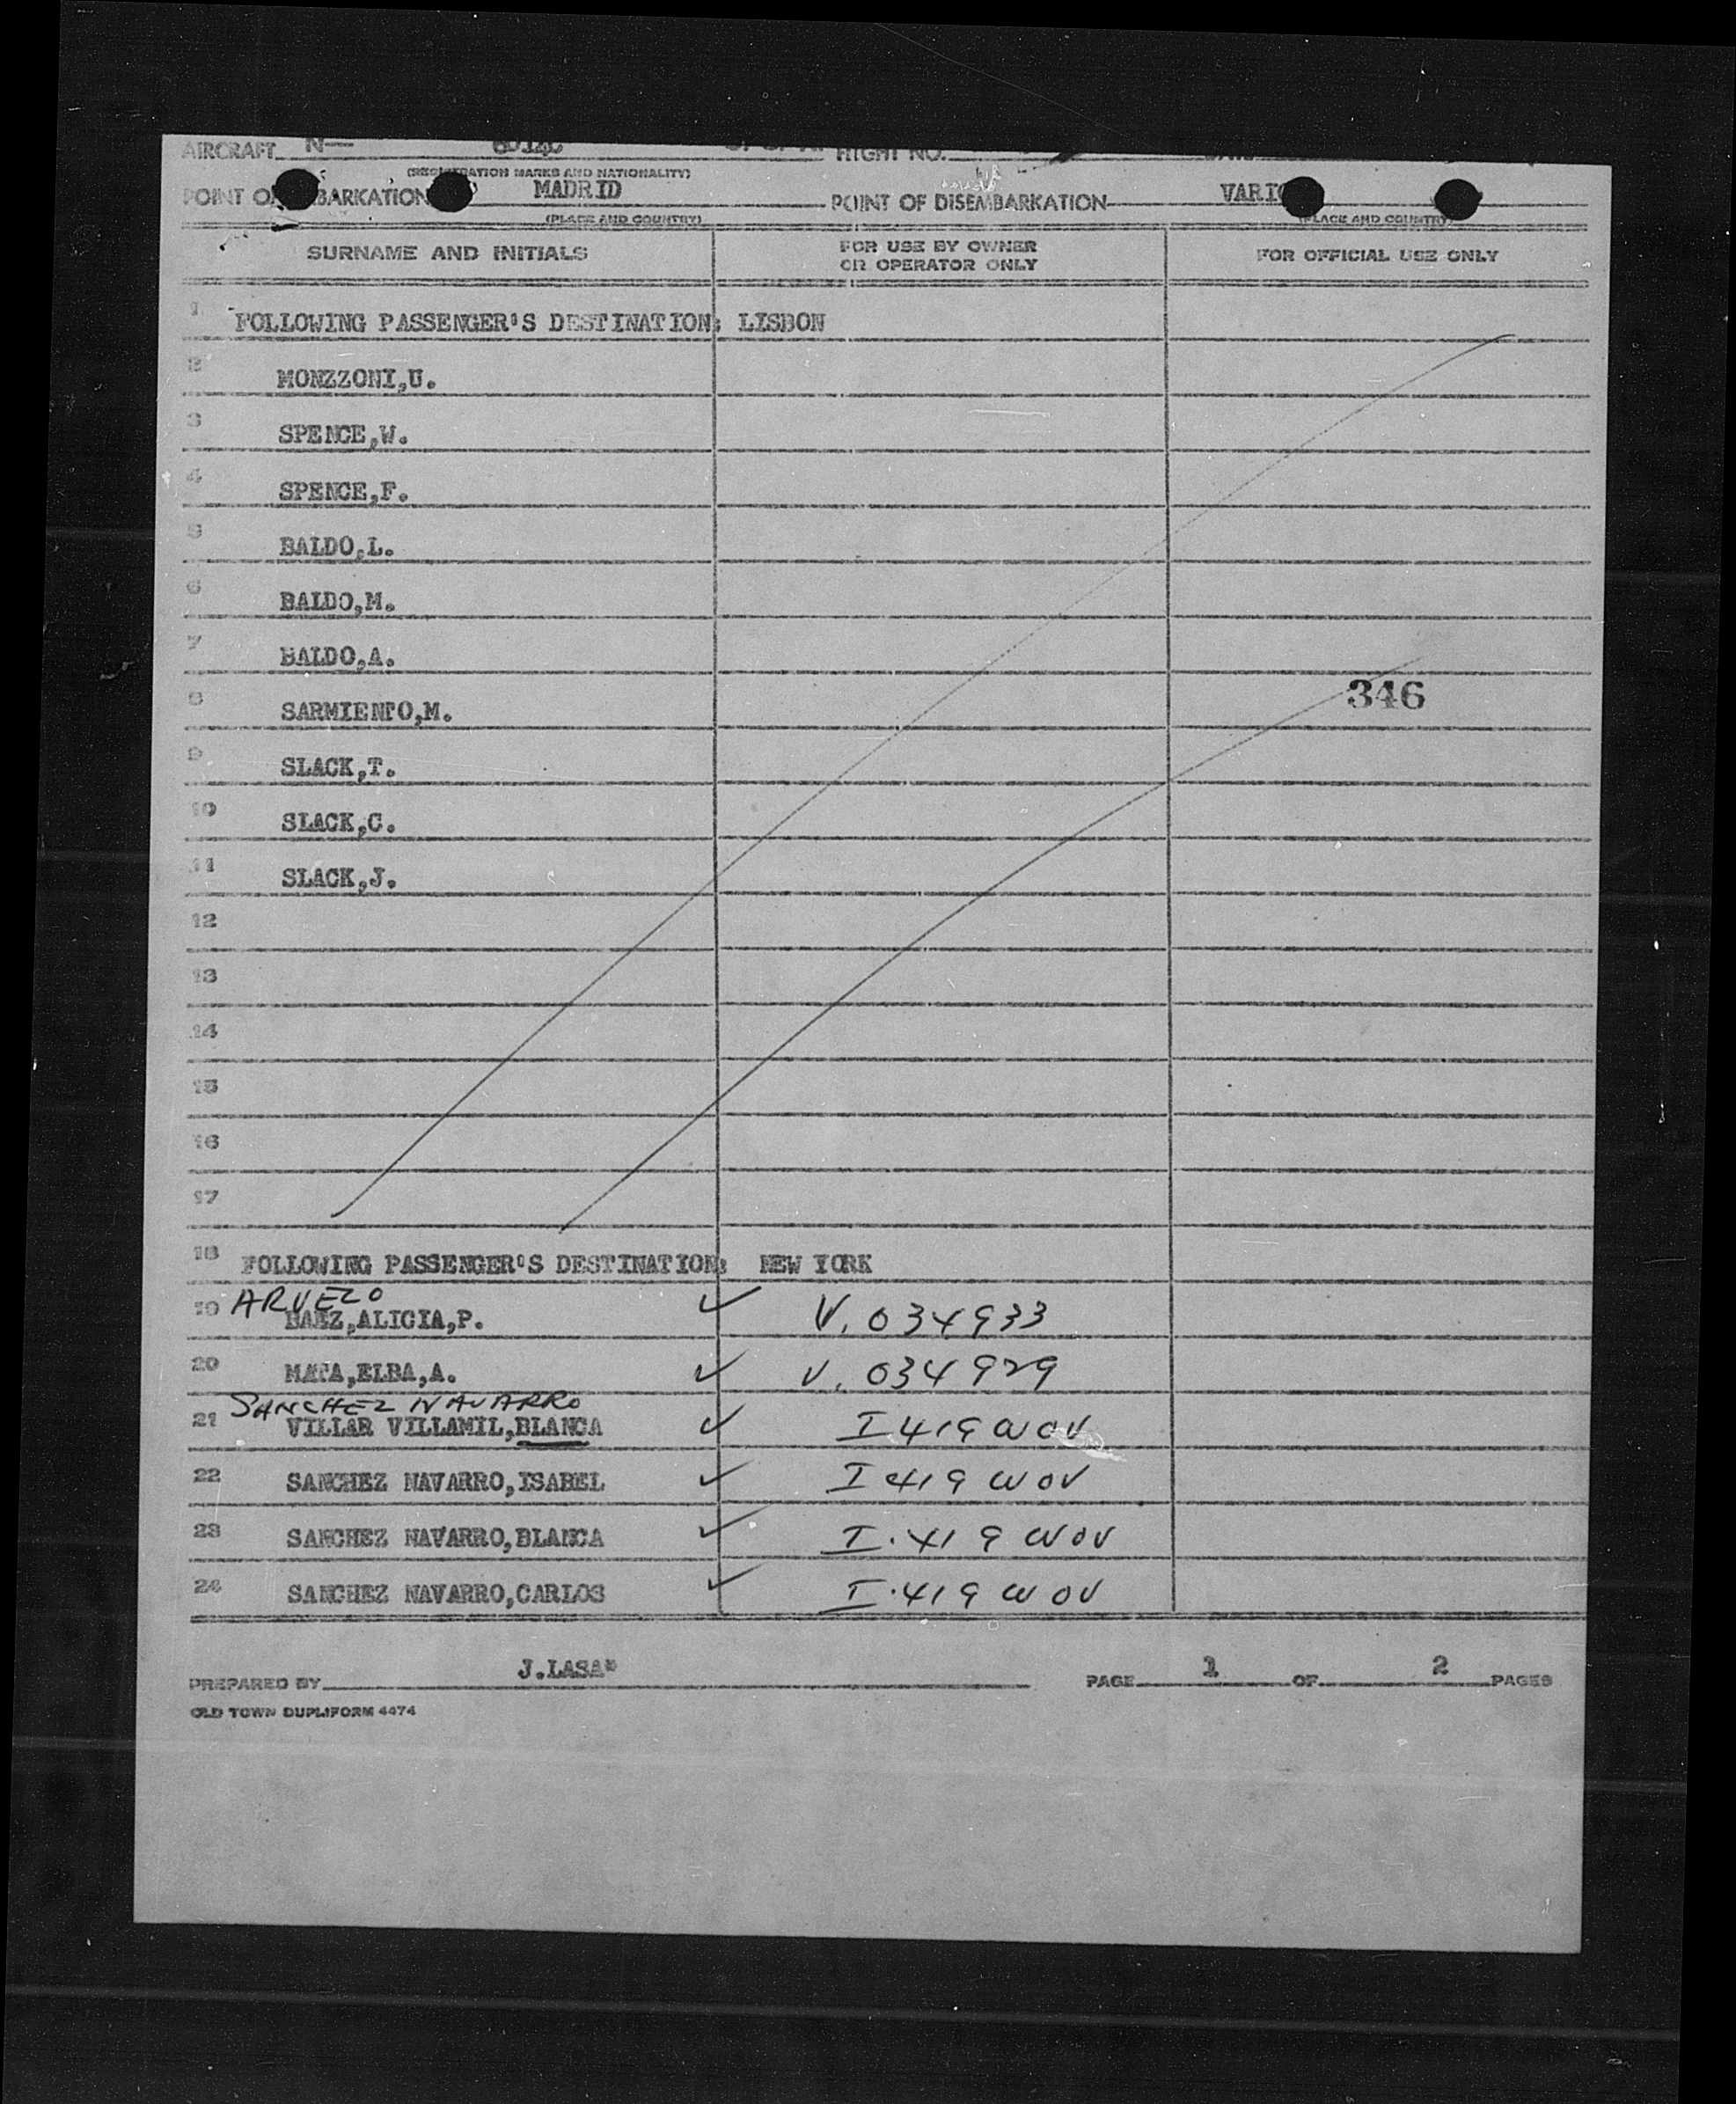 AIRCRAFT N— FLIGHT NO.
(REGISTRATION MARKS AND NATIONALITY)
POINT OF EMBARKATION MADRID POINT OF DISEMBARKATION
(PLACE AND COUNTRY) (PLACE AND COUNTRY)
SURNAME AND INITIALS FOR USE BY OWNER OR OPERATOR ONLY FOR OFFICIAL USE ONLY
1 FOLLOWING PASSENGER'S DESTINATION: LISBON
2 MONZZONI,U.
3 SPENCE,W.
4 SPENCE,F.
5 BALDO,L.
6 BALDO,M.
7 BALDO,A.
346
8 SARMIENTO,M.
9 SLACK,T.
10 SLACK,C.
11 SLACK,J.
12
13
14
15
16
17
18 FOLLOWING PASSENGER'S DESTINATION: NEW YORK
ARVELO
19 BAEZ,ALICIA,P. ✓ V. 034933
20 MATA,ELBA,A. ✓ V. 034929
SANCHEZ NAVARRO
21 VILLAR VILLAMIL,BLANCA ✓ I 419 WOV
22 SANCHEZ NAVARRO,ISABEL ✓ I 419 WOV
23 SANCHEZ NAVARRO,BLANCA ✓ I.419 WOV
24 SANCHEZ NAVARRO,CARLOS ✓ I.419 WOV
PREPARED BY J.LASA PAGE 1 OF 2 PAGES
OLD TOWN DUPLIFORM 4474